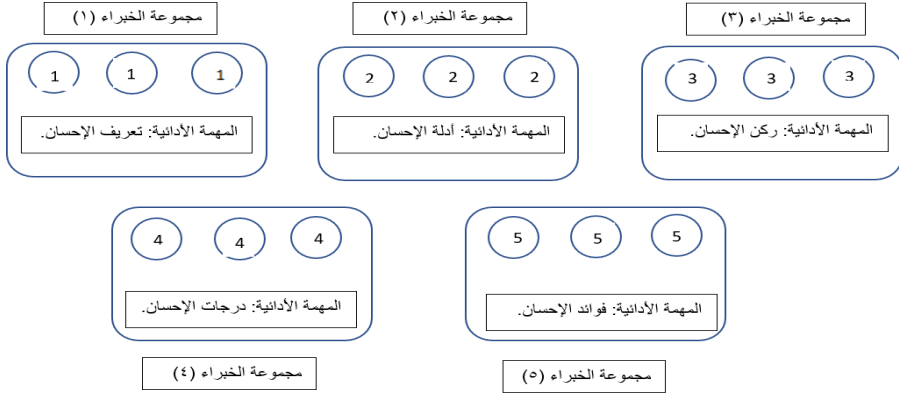 مجموعة الخبراء (١)
1 1 1
المهمة الأدائية: تعريف الإحسان.
مجموعة الخبراء (٢)
2 2 2
المهمة الأدائية: أدلة الإحسان.
مجموعة الخبراء (٣)
3 3 3
المهمة الأدائية: ركن الإحسان.
4 4 4
المهمة الأدائية: درجات الإحسان.
مجموعة الخبراء (٤)
5 5 5
المهمة الأدائية: فوائد الإحسان.
مجموعة الخبراء (٥)